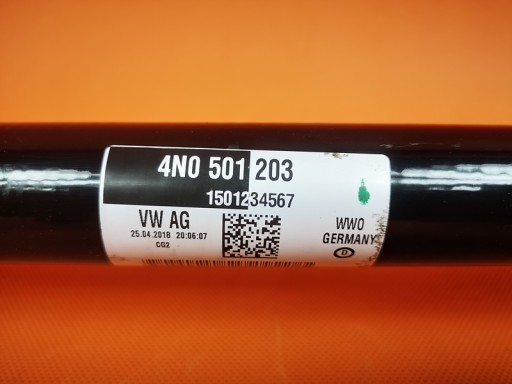 4N0 501 203
1501234567
VW AG
25.04.2018 20:06:07
CG2
WWO
GERMANY